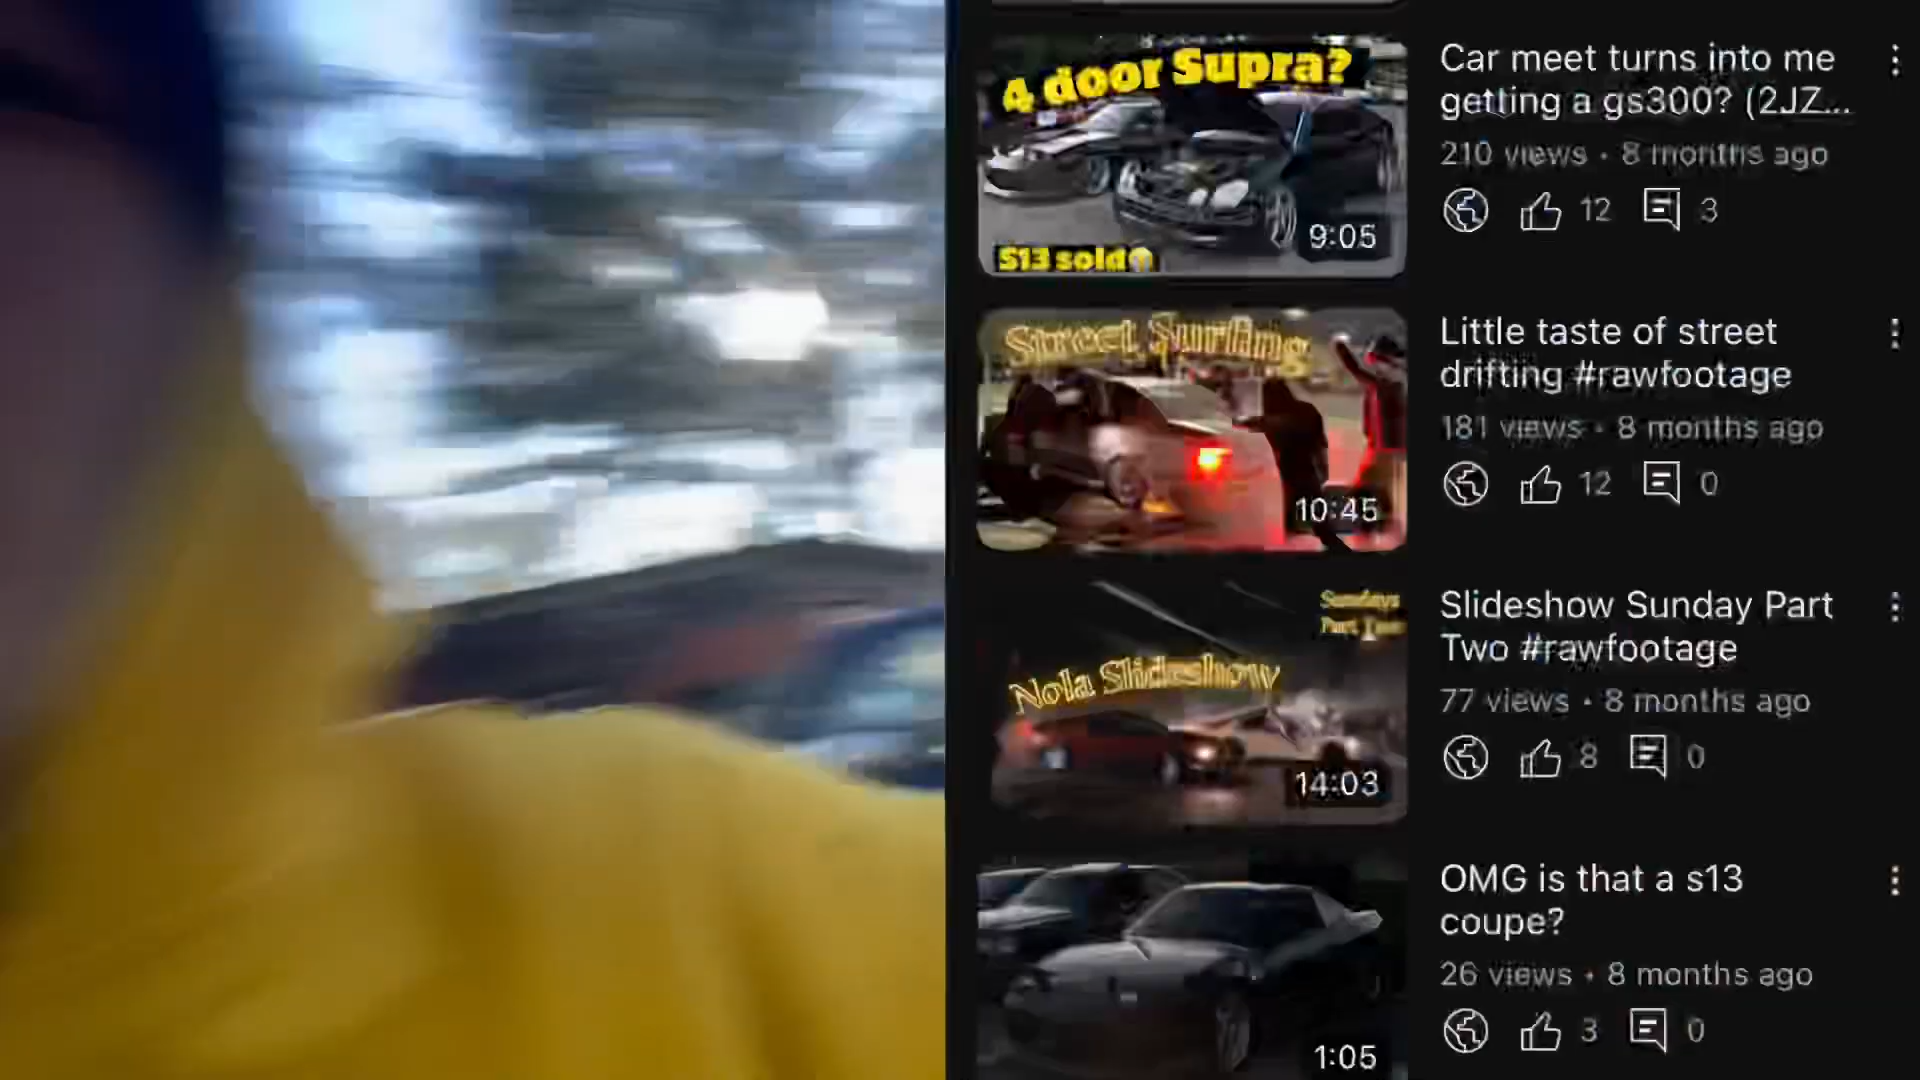 4 door Supra?
S13 sold
9:05
Car meet turns into me
getting a gs300? (2JZ...
210 views • 8 months ago
12
3
Street Surfing
10:45
Little taste of street
drifting #rawfootage
181 views • 8 months ago
12
0
Sundays
Part Two
Nola Slideshow
14:03
Slideshow Sunday Part
Two #rawfootage
77 views • 8 months ago
8
0
1:05
OMG is that a s13
coupe?
26 views • 8 months ago
3
0